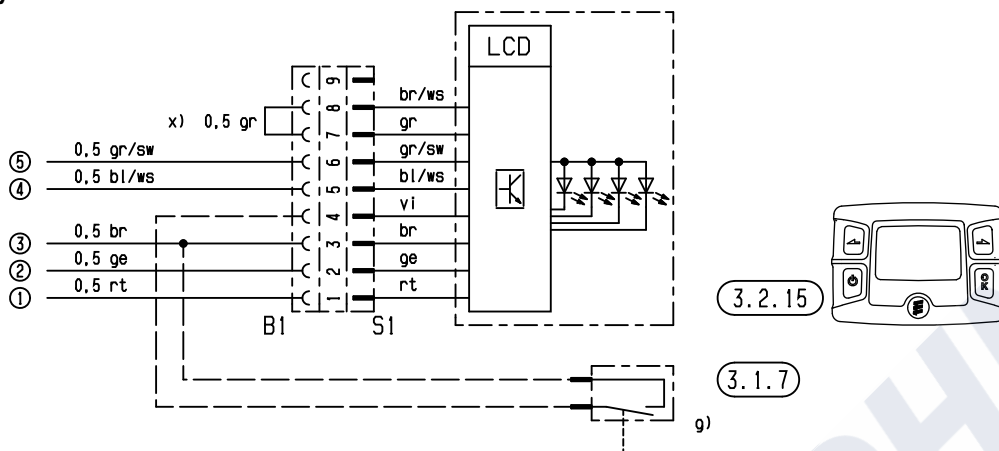 LCD
9
br/ws
8
x) 0,5 gr
gr
7
⑤ 0,5 gr/sw
6
gr/sw
④ 0,5 bl/ws
5
bl/ws
4
vi
③ 0,5 br
3
br
② 0,5 ge
2
ge
① 0,5 rt
1
rt
B1
S1
3.2.15
OK
3.1.7
g)